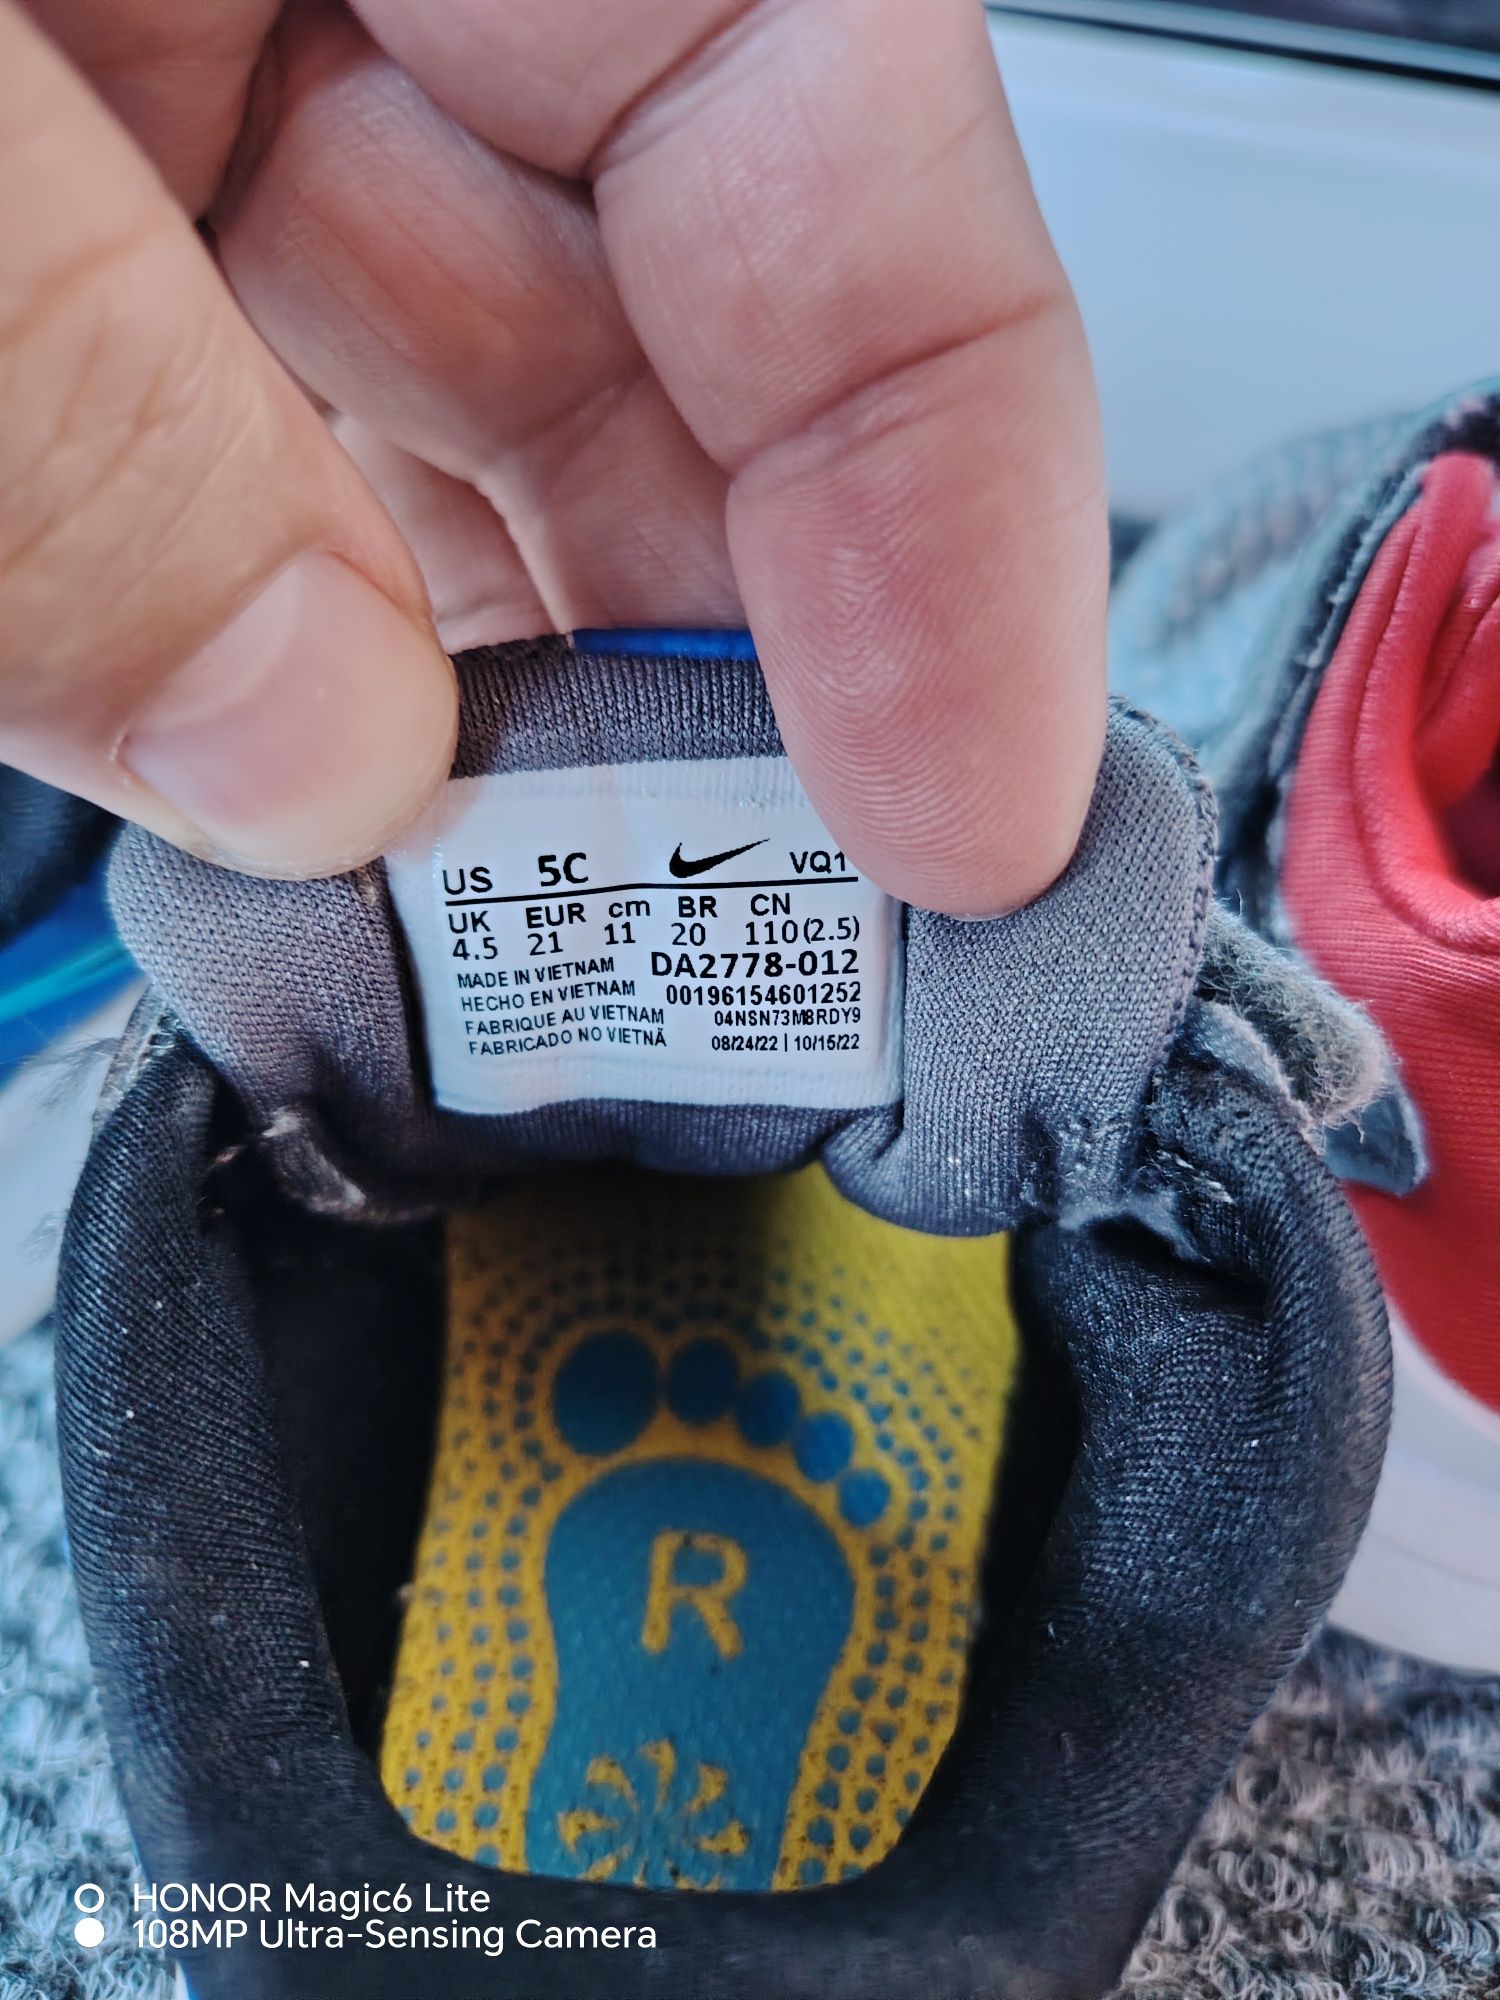 US 5C VQ1
UK EUR cm BR CN
4.5 21 11 20 110(2.5)
MADE IN VIETNAM DA2778-012
HECHO EN VIETNAM 00196154601252
FABRIQUE AU VIETNAM 04NSN73M8RDY9
FABRICADO NO VIETNÃ 08/24/22 | 10/15/22
R
HONOR Magic6 Lite
108MP Ultra-Sensing Camera